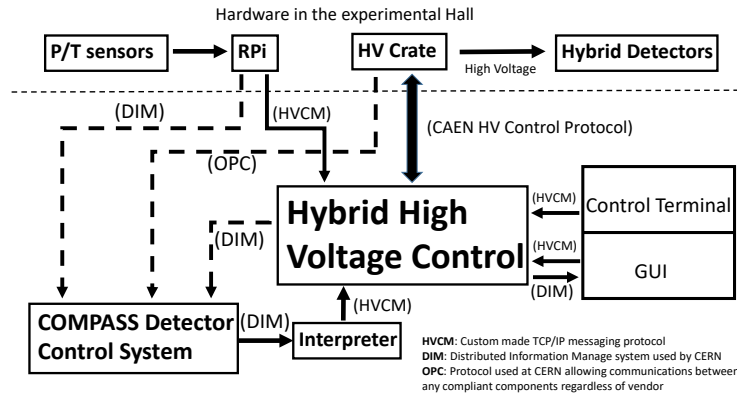 Hardware in the experimental Hall
P/T sensors
RPi
HV Crate
High Voltage
Hybrid Detectors
(DIM)
(HVCM)
(OPC)
(CAEN HV Control Protocol)
Hybrid High
Voltage Control
(DIM)
(HVCM)
Control Terminal
(HVCM)
GUI
(DIM)
COMPASS Detector
Control System
(DIM)
Interpreter
(HVCM)
HVCM: Custom made TCP/IP messaging protocol
DIM: Distributed Information Manage system used by CERN
OPC: Protocol used at CERN allowing communications between
any compliant components regardless of vendor